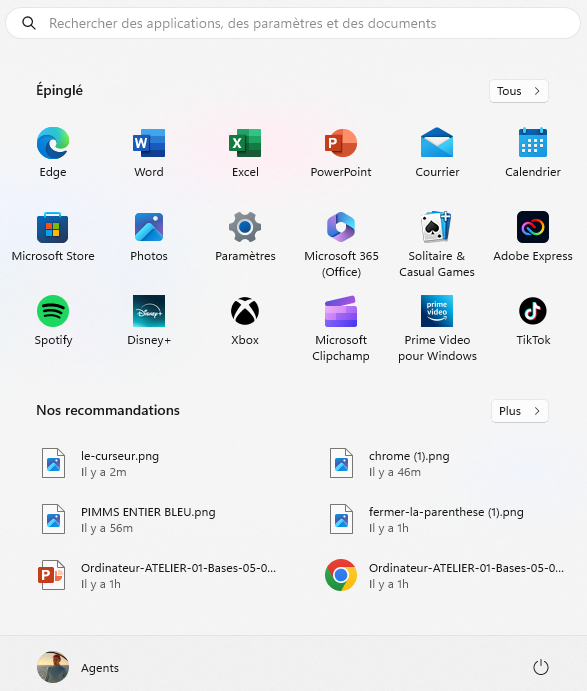 Rechercher des applications, des paramètres et des documents
Épinglé
Tous
Edge
Word
Excel
PowerPoint
Courrier
Calendrier
Microsoft Store
Photos
Paramètres
Microsoft 365
(Office)
Solitaire &
Casual Games
Adobe Express
Spotify
Disney+
Xbox
Microsoft
Clipchamp
prime
video
Prime Video
pour Windows
TikTok
Nos recommandations
Plus
le-curseur.png
Il y a 2m
chrome (1).png
Il y a 46m
PIMMS ENTIER BLEU.png
Il y a 56m
fermer-la-parenthese (1).png
Il y a 1h
Ordinateur-ATELIER-01-Bases-05-0...
Il y a 1h
Ordinateur-ATELIER-01-Bases-05-0...
Il y a 1h
Agents